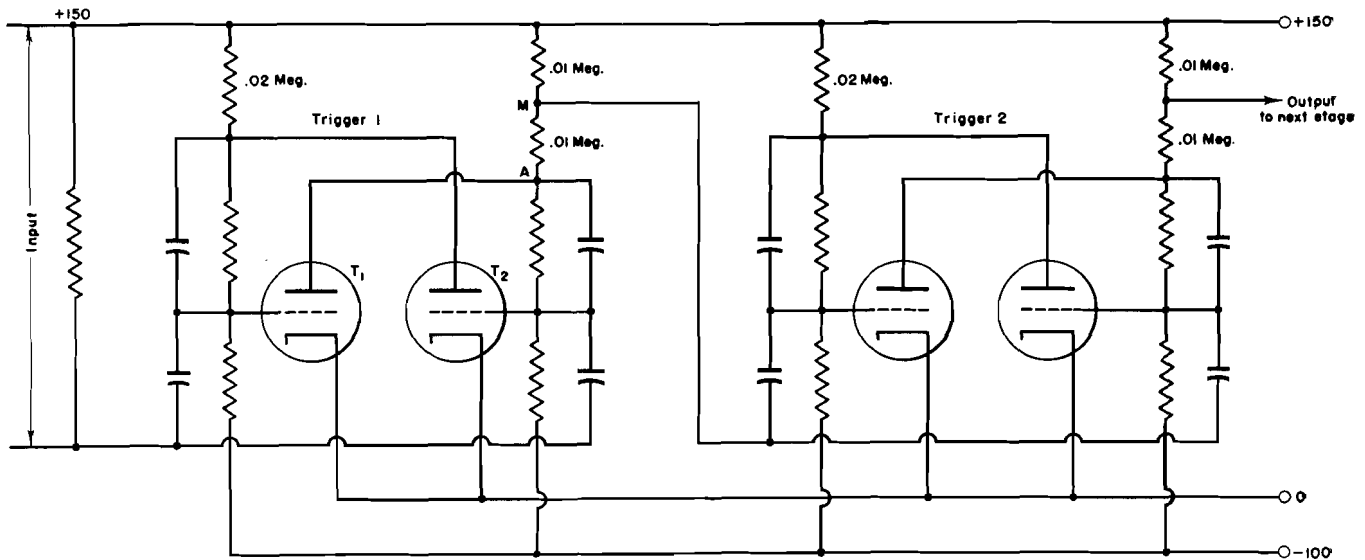 +150
+150
.02 Meg.
.01 Meg.
M
Trigger 1
.01 Meg.
A
T1
T2
Input
.02 Meg.
.01 Meg.
Output
to next stage
Trigger 2
.01 Meg.
0
-100